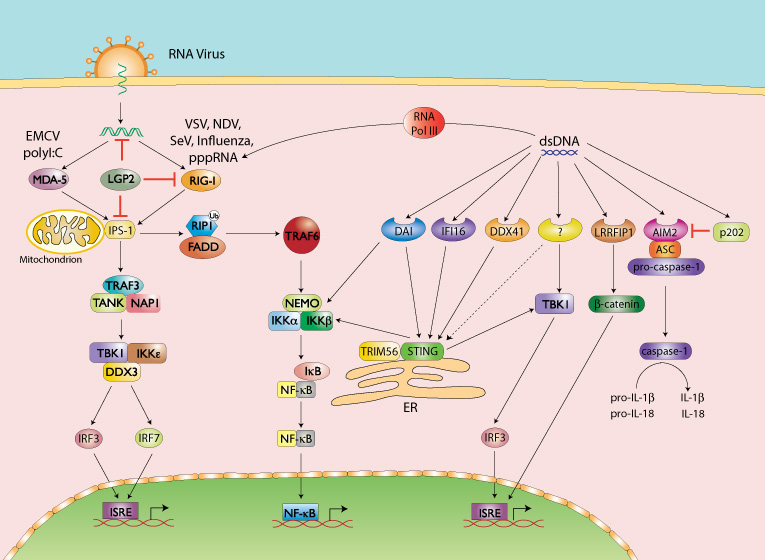 RNA Virus
EMCV
polyI:C
VSV, NDV,
SeV, Influenza,
pppRNA
RNA
Pol III
dsDNA
MDA-5
LGP2
RIG-I
Mitochondrion
IPS-1
RIP1
Ub
FADD
TRAF6
DAI
IFI16
DDX41
?
LRRFIP1
AIM2
p202
ASC
pro-caspase-1
TRAF3
TANK
NAP1
NEMO
IKKα
IKKβ
TBK1
β-catenin
TBK1
IKKε
DDX3
IκB
NF-κB
TRIM56
STING
ER
caspase-1
pro-IL-1β
pro-IL-18
IL-1β
IL-18
IRF3
IRF7
NF-κB
IRF3
ISRE
NF-κB
ISRE